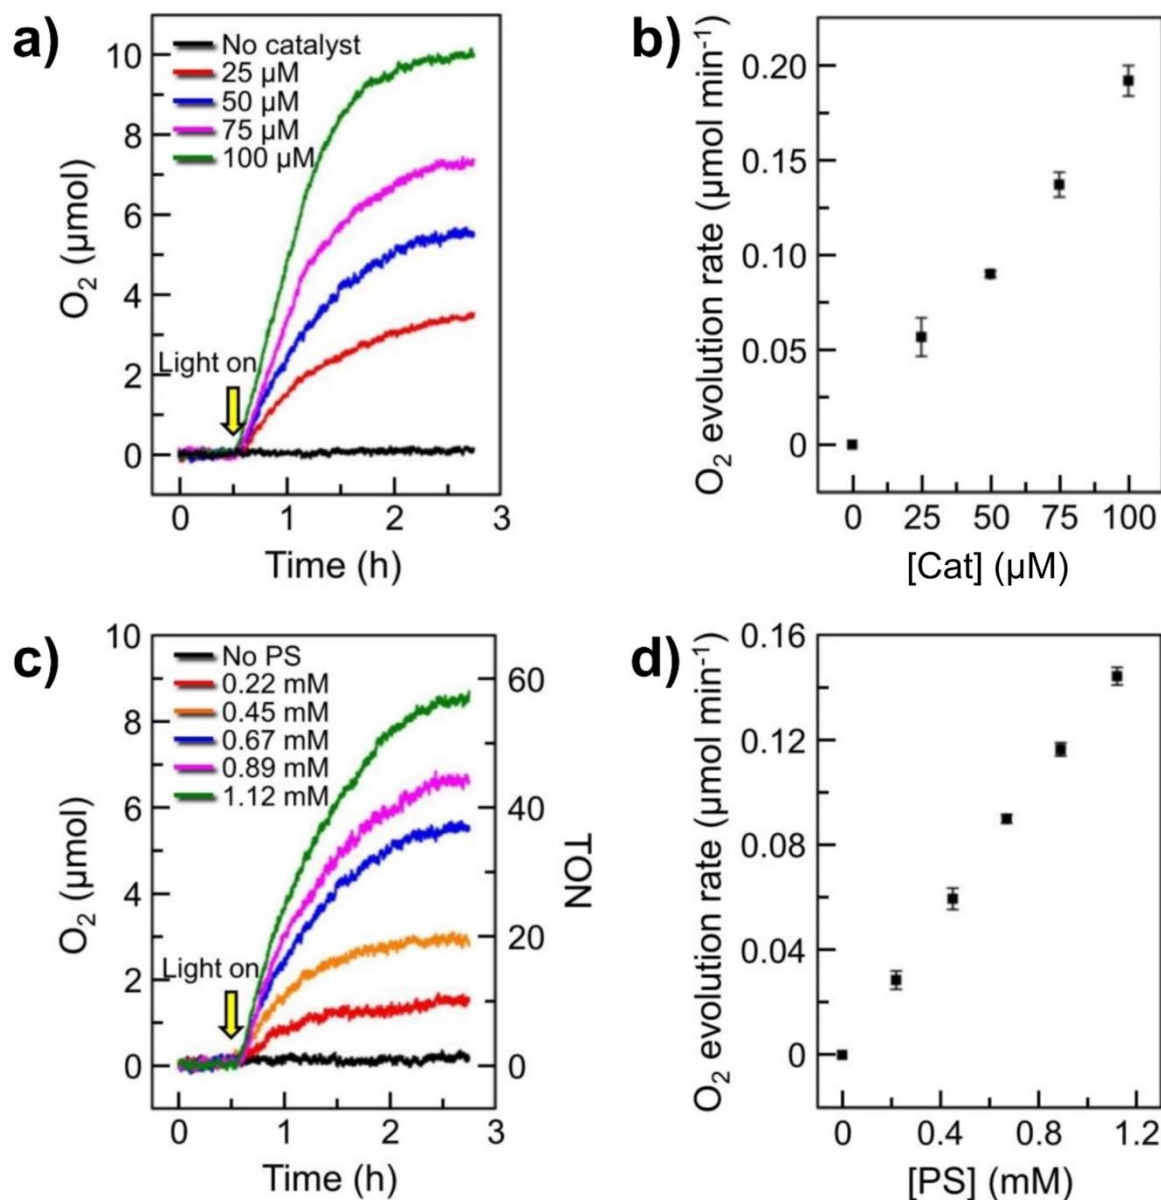 a)
No catalyst
25 µM
50 µM
75 µM
100 µM
Light on
10
8
6
4
2
0
O₂ (µmol)
0 1 2 3
Time (h)
b)
0.20
0.15
0.10
0.05
0
O₂ evolution rate (µmol min⁻¹)
0 25 50 75 100
[Cat] (µM)
c)
No PS
0.22 mM
0.45 mM
0.67 mM
0.89 mM
1.12 mM
Light on
10
8
6
4
2
0
O₂ (µmol)
60
40
20
0
TON
0 1 2 3
Time (h)
d)
0.16
0.12
0.08
0.04
0
O₂ evolution rate (µmol min⁻¹)
0 0.4 0.8 1.2
[PS] (mM)